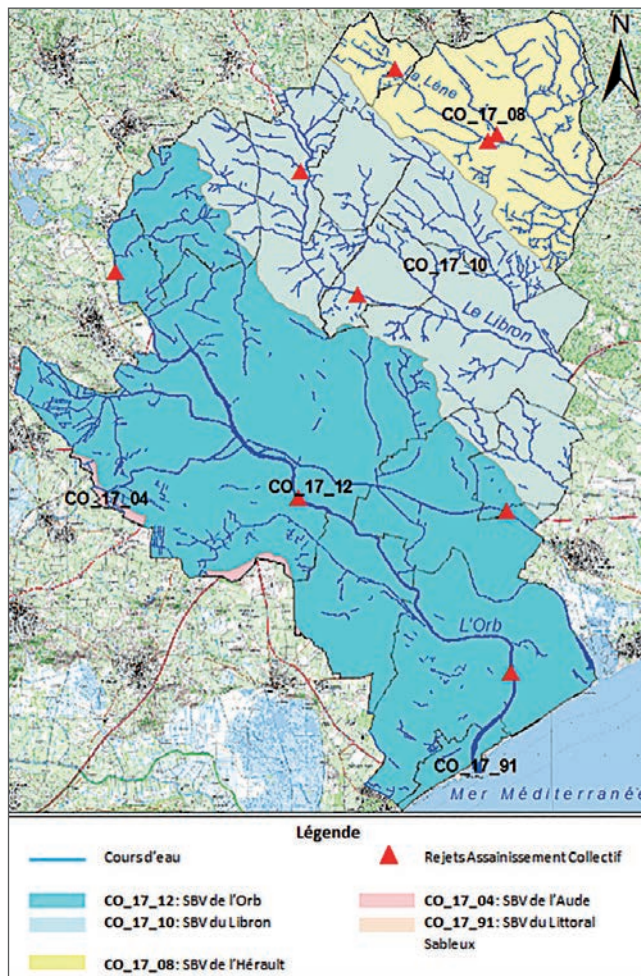 N
La Lène
CO_17_08
CO_17_10
Le Libron
CO_17_04
CO_17_12
L'Orb
CO_17_91
Mer Méditerranée
Légende
Cours d'eau
Rejets Assainissement Collectif
CO_17_12 : SBV de l'Orb
CO_17_04 : SBV de l'Aude
CO_17_10 : SBV du Libron
CO_17_91 : SBV du Littoral
Sableux
CO_17_08 : SBV de l'Hérault